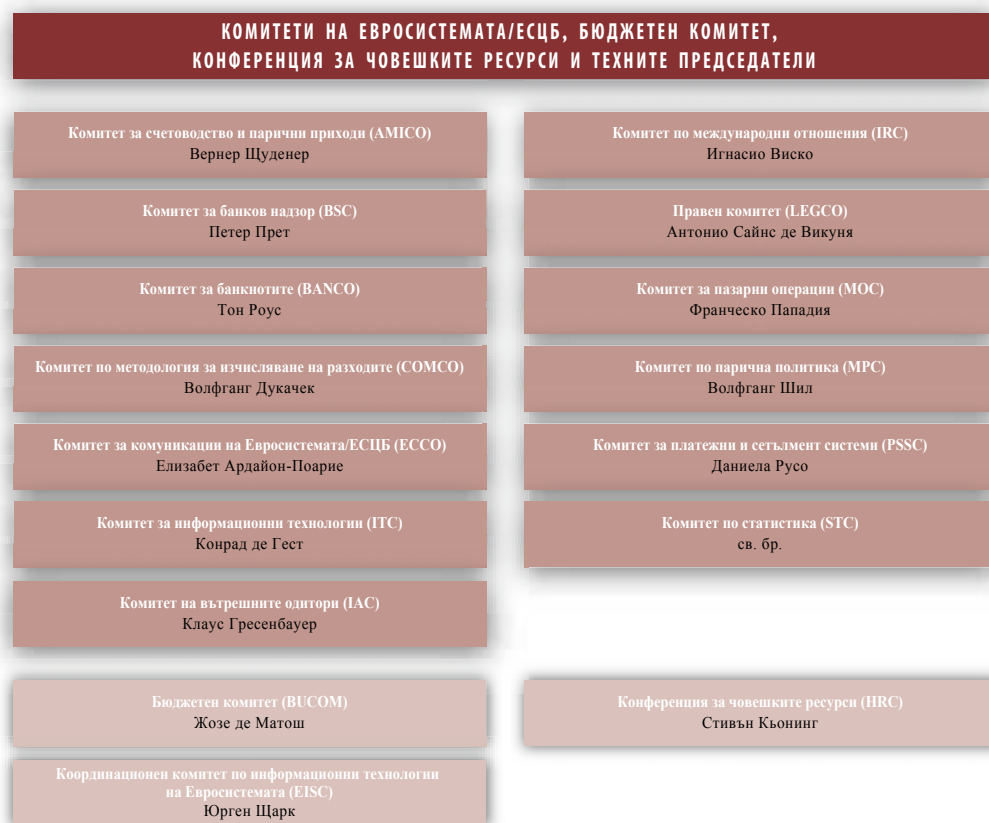 КОМИТЕТИ НА ЕВРОСИСТЕМАТА/ЕСЦБ, БЮДЖЕТЕН КОМИТЕТ,
КОНФЕРЕНЦИЯ ЗА ЧОВЕШКИТЕ РЕСУРСИ И ТЕХНИТЕ ПРЕДСЕДАТЕЛИ
Комитет за счетоводство и парични приходи (AMICO)
Вернер Щуденер
Комитет за банков надзор (BSC)
Петер Прет
Комитет за банкнотите (BANCO)
Тон Роус
Комитет по методология за изчисляване на разходите (COMCO)
Волфганг Дукачек
Комитет за комуникации на Евросистемата/ЕСЦБ (ECCO)
Елизабет Ардайон-Поарие
Комитет за информационни технологии (ITC)
Конрад де Гест
Комитет на вътрешните одитори (IAC)
Клаус Гресенбауер
Комитет по международни отношения (IRC)
Игнасио Виско
Правен комитет (LEGCO)
Антонио Сайнс де Викуня
Комитет за пазарни операции (MOC)
Франческо Пападия
Комитет по парична политика (MPC)
Волфганг Шил
Комитет за платежни и сетълмент системи (PSSC)
Даниела Русо
Комитет по статистика (STC)
св. бр.
Бюджетен комитет (BUCOM)
Жозе де Матош
Координационен комитет по информационни технологии
на Евросистемата (EISC)
Юрген Щарк
Конференция за човешките ресурси (HRC)
Стивън Кьонинг